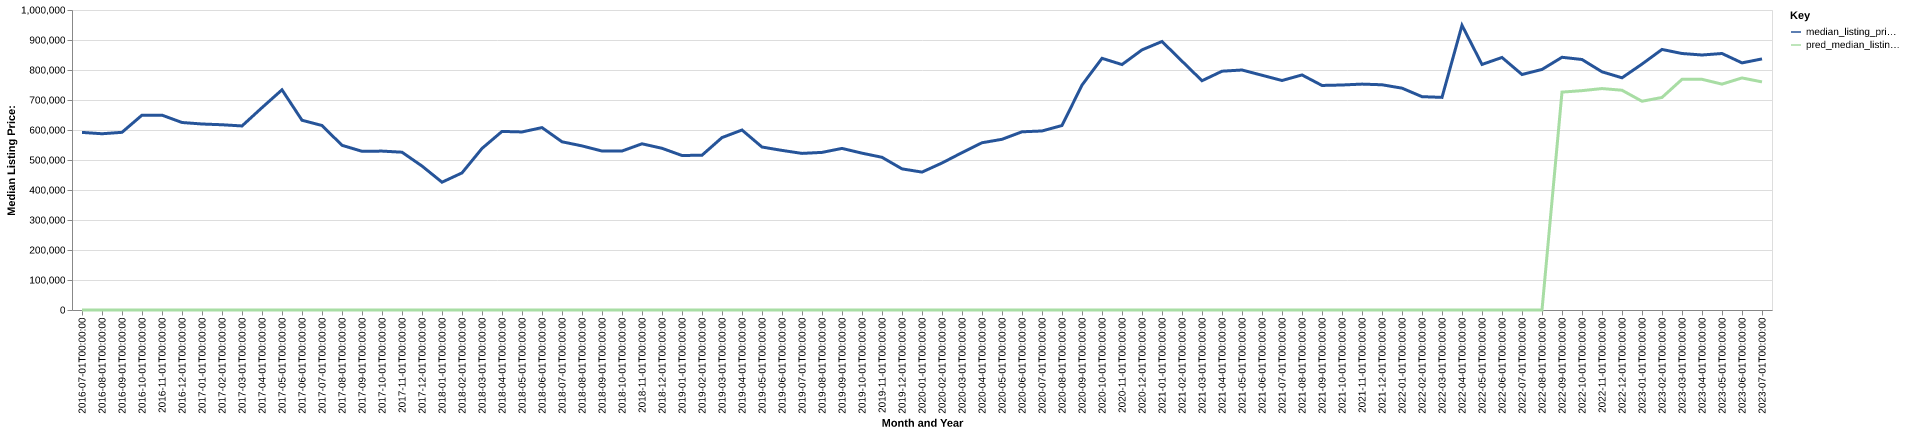 1,000,000
900,000
800,000
700,000
600,000
500,000
400,000
300,000
200,000
100,000
0
Median Listing Price:
2016-07-01T00:00:00
2016-08-01T00:00:00
2016-09-01T00:00:00
2016-10-01T00:00:00
2016-11-01T00:00:00
2016-12-01T00:00:00
2017-01-01T00:00:00
2017-02-01T00:00:00
2017-03-01T00:00:00
2017-04-01T00:00:00
2017-05-01T00:00:00
2017-06-01T00:00:00
2017-07-01T00:00:00
2017-08-01T00:00:00
2017-09-01T00:00:00
2017-10-01T00:00:00
2017-11-01T00:00:00
2017-12-01T00:00:00
2018-01-01T00:00:00
2018-02-01T00:00:00
2018-03-01T00:00:00
2018-04-01T00:00:00
2018-05-01T00:00:00
2018-06-01T00:00:00
2018-07-01T00:00:00
2018-08-01T00:00:00
2018-09-01T00:00:00
2018-10-01T00:00:00
2018-11-01T00:00:00
2018-12-01T00:00:00
2019-01-01T00:00:00
2019-02-01T00:00:00
2019-03-01T00:00:00
2019-04-01T00:00:00
2019-05-01T00:00:00
2019-06-01T00:00:00
2019-07-01T00:00:00
2019-08-01T00:00:00
2019-09-01T00:00:00
2019-10-01T00:00:00
2019-11-01T00:00:00
2019-12-01T00:00:00
2020-01-01T00:00:00
2020-02-01T00:00:00
2020-03-01T00:00:00
2020-04-01T00:00:00
2020-05-01T00:00:00
2020-06-01T00:00:00
2020-07-01T00:00:00
2020-08-01T00:00:00
2020-09-01T00:00:00
2020-10-01T00:00:00
2020-11-01T00:00:00
2020-12-01T00:00:00
2021-01-01T00:00:00
2021-02-01T00:00:00
2021-03-01T00:00:00
2021-04-01T00:00:00
2021-05-01T00:00:00
2021-06-01T00:00:00
2021-07-01T00:00:00
2021-08-01T00:00:00
2021-09-01T00:00:00
2021-10-01T00:00:00
2021-11-01T00:00:00
2021-12-01T00:00:00
2022-01-01T00:00:00
2022-02-01T00:00:00
2022-03-01T00:00:00
2022-04-01T00:00:00
2022-05-01T00:00:00
2022-06-01T00:00:00
2022-07-01T00:00:00
2022-08-01T00:00:00
2022-09-01T00:00:00
2022-10-01T00:00:00
2022-11-01T00:00:00
2022-12-01T00:00:00
2023-01-01T00:00:00
2023-02-01T00:00:00
2023-03-01T00:00:00
2023-04-01T00:00:00
2023-05-01T00:00:00
2023-06-01T00:00:00
2023-07-01T00:00:00
Month and Year
Key
median_listing_pri…
pred_median_listin…